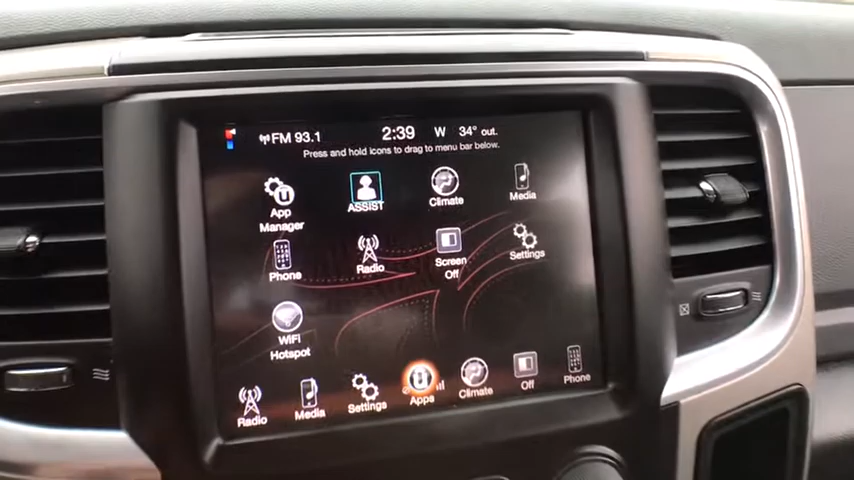 FM 93.1 2:39 W 34° out.
Press and hold icons to drag to menu bar below.
App
Manager
ASSIST
Climate
Media
Phone
Radio
Screen
Off
Settings
WiFi
Hotspot
Radio
Media
Settings
Apps
Climate
Off
Phone